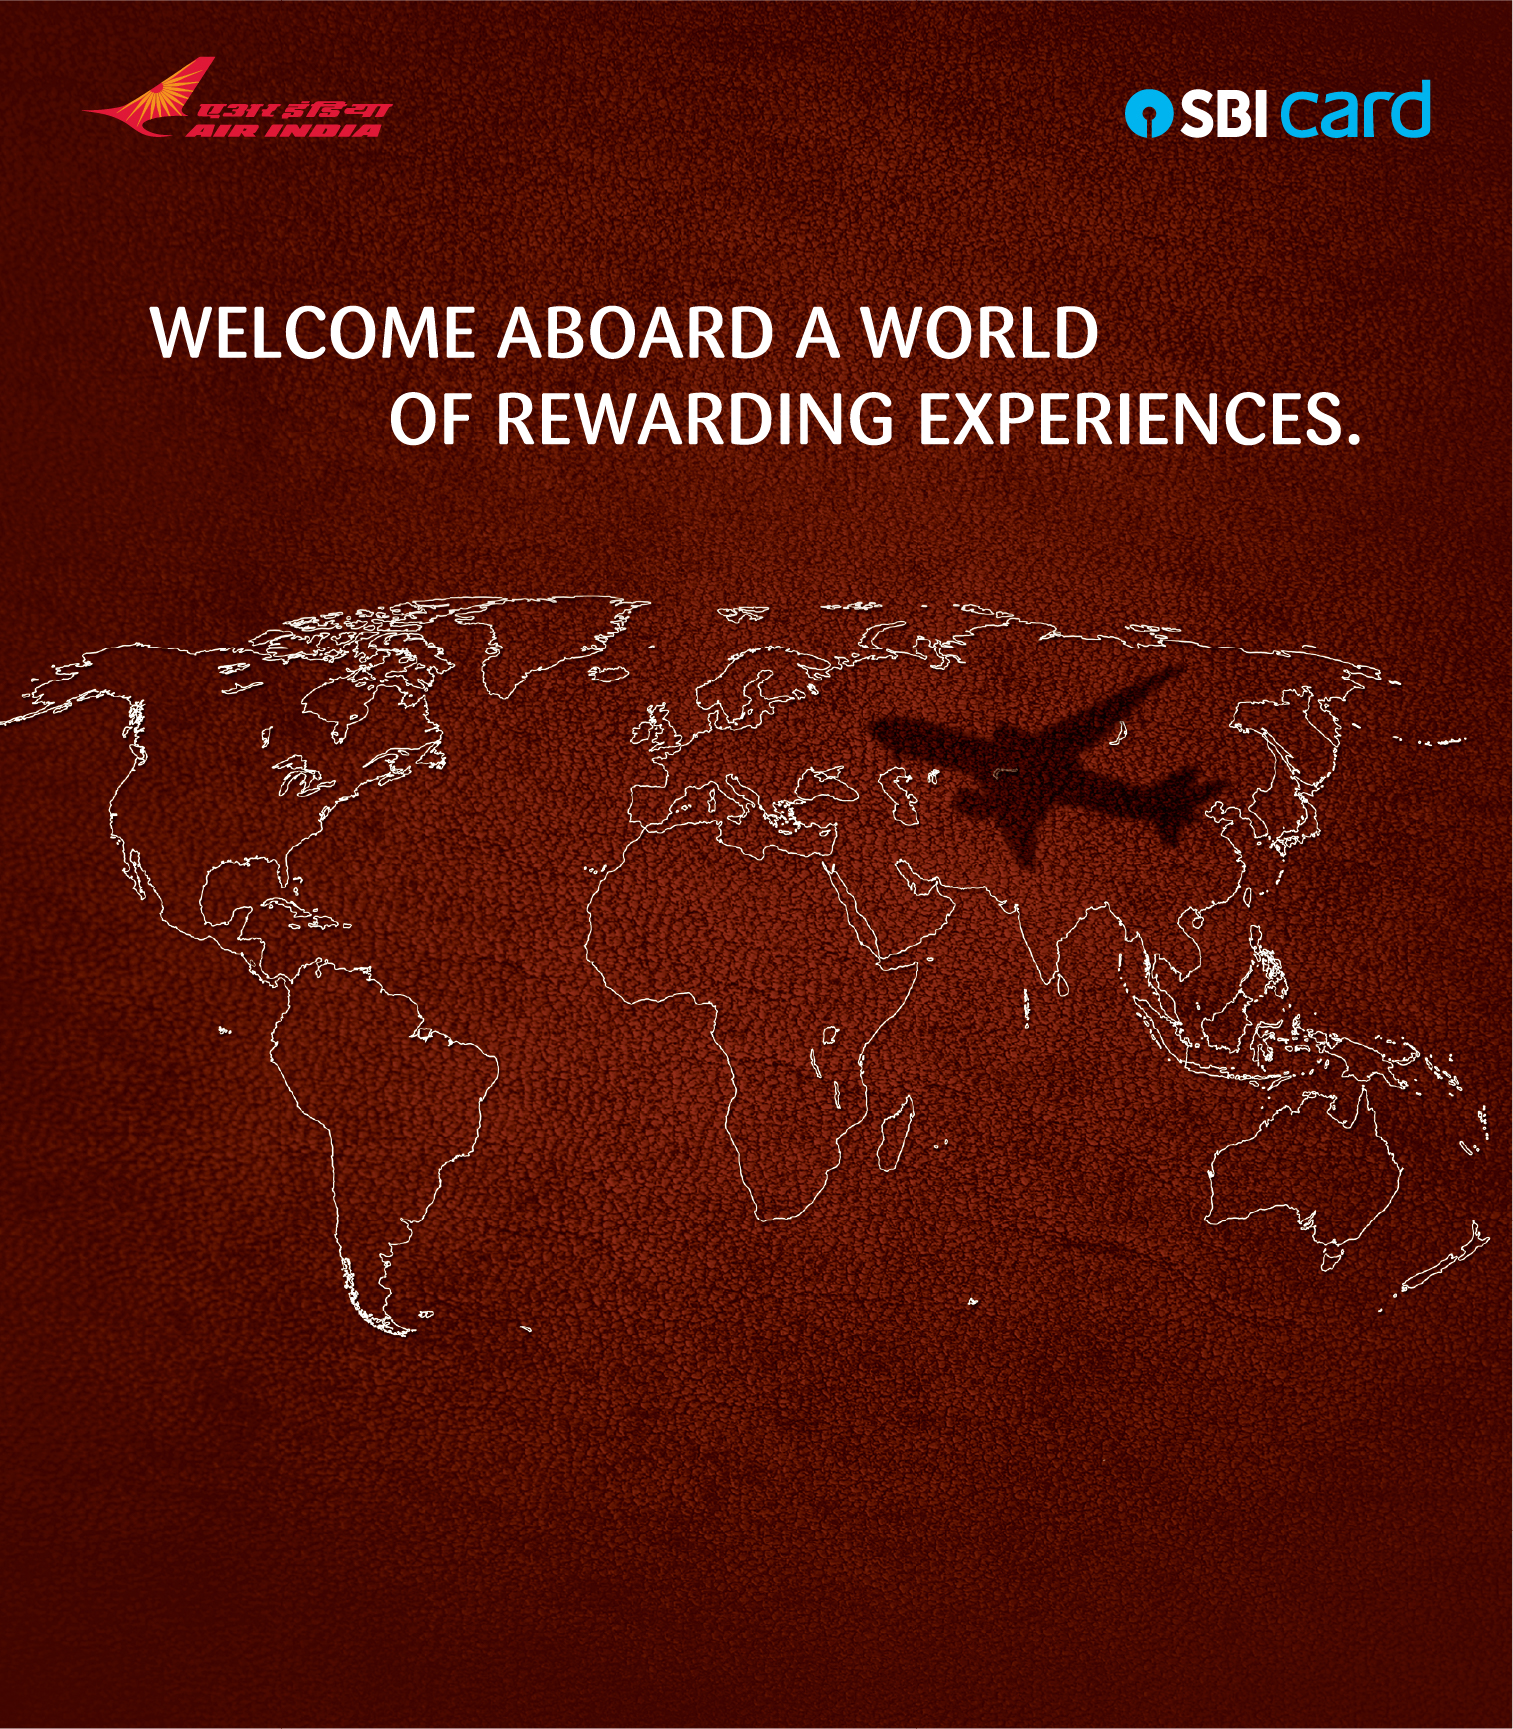 एअर इंडिया
AIR INDIA
SBI card
WELCOME ABOARD A WORLD
OF REWARDING EXPERIENCES.